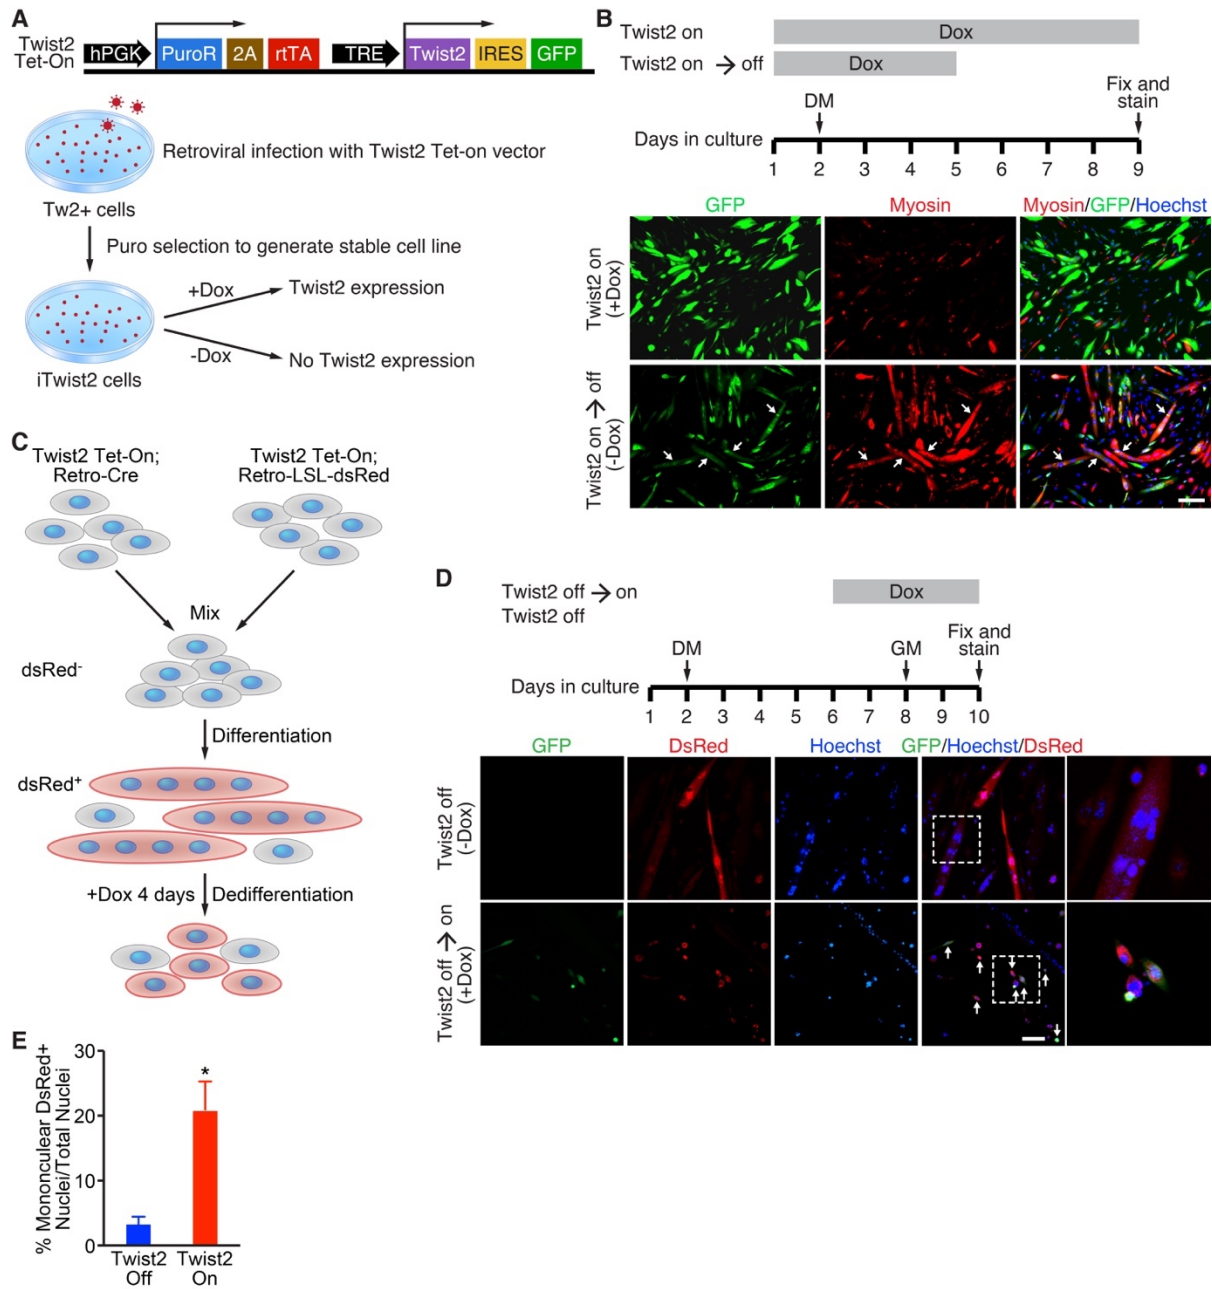 A
Twist2
Tet-On
hPGK
PuroR
2A
rtTA
TRE
Twist2
IRES
GFP
Retroviral infection with Twist2 Tet-on vector
Tw2+ cells
Puro selection to generate stable cell line
+Dox
Twist2 expression
-Dox
No Twist2 expression
iTwist2 cells
B
Twist2 on
Dox
Twist2 on → off
Dox
DM
Fix and
stain
Days in culture
1 2 3 4 5 6 7 8 9
GFP
Myosin
Myosin/GFP/Hoechst
Twist2 on
(+Dox)
Twist2 on → off
(-Dox)
C
Twist2 Tet-On;
Retro-Cre
Twist2 Tet-On;
Retro-LSL-dsRed
Mix
dsRed-
Differentiation
dsRed+
+Dox 4 days
Dedifferentiation
D
Twist2 off → on
Dox
Twist2 off
DM
GM
Fix and
stain
Days in culture
1 2 3 4 5 6 7 8 9 10
GFP
DsRed
Hoechst
GFP/Hoechst/DsRed
Twist2 off
(-Dox)
Twist2 off → on
(+Dox)
E
% Mononculear DsRed+
Nuclei/Total Nuclei
30
20
10
0
*
Twist2
Off
Twist2
On